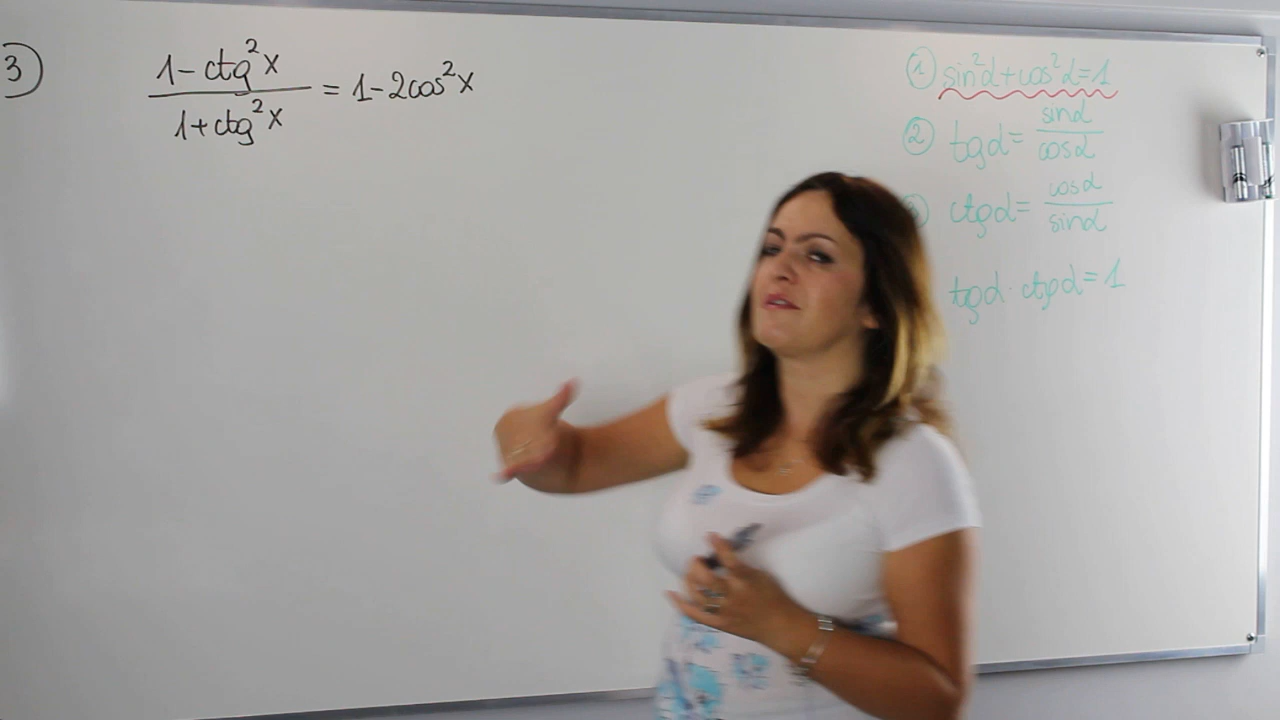 3)
1-ctg²x / 1+ctg²x = 1-2cos²x
① sin²α+cos²α=1
② tgα= sinα / cosα
ctgα= cosα / sinα
tgα · ctgα=1